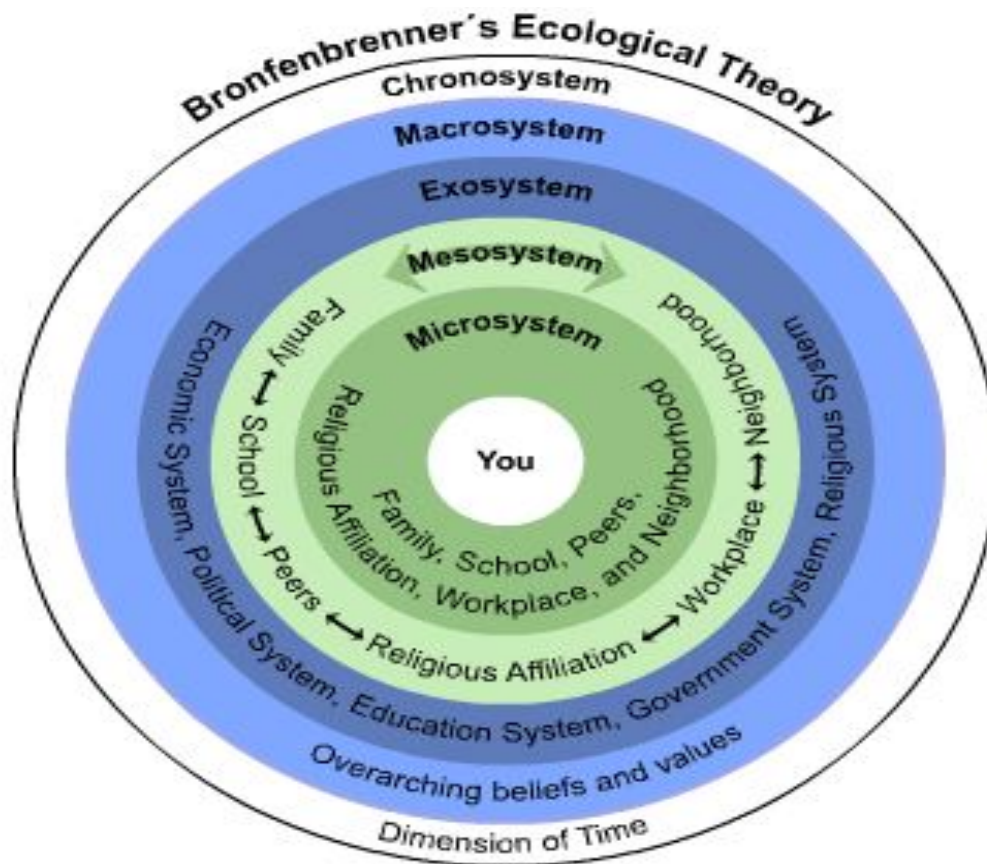 Bronfenbrenner´s Ecological Theory
Chronosystem
Macrosystem
Exosystem
Mesosystem
Microsystem
You
Family, School, Peers,
Religious Affiliation, Workplace, and Neighborhood
Family ↔ School ↔ Peers ↔ Religious Affiliation ↔ Workplace ↔ Neighborhood
Economic System, Political System, Education System, Government System, Religious System
Overarching beliefs and values
Dimension of Time